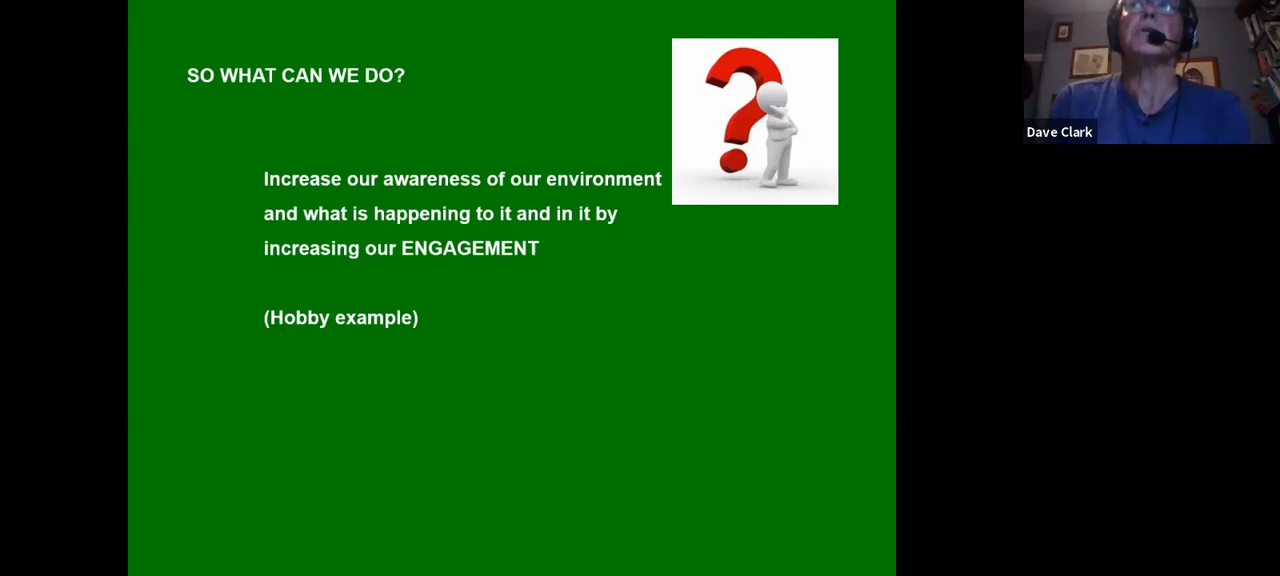 SO WHAT CAN WE DO?
Increase our awareness of our environment
and what is happening to it and in it by
increasing our ENGAGEMENT
(Hobby example)
Dave Clark